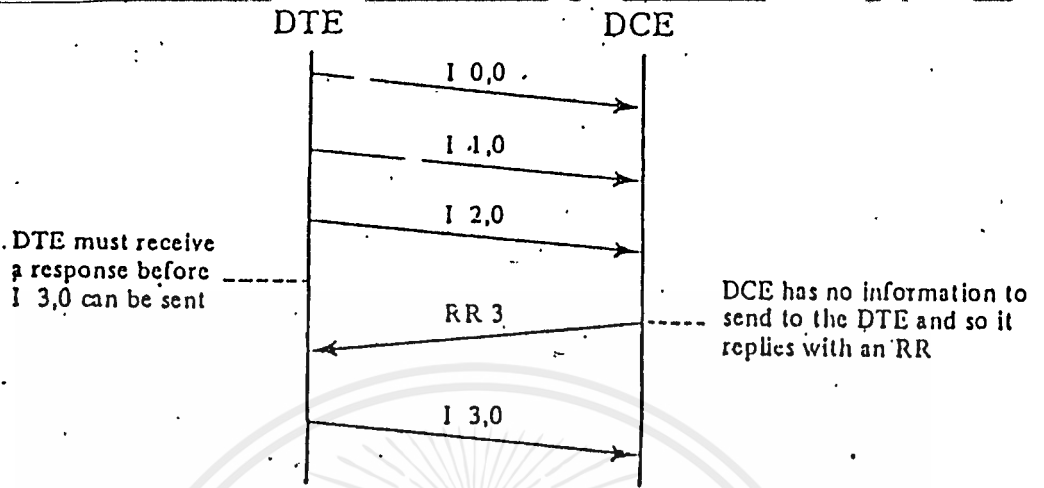 DTE DCE
I 0,0
I 1,0
I 2,0
DTE must receive
a response before
I 3,0 can be sent
RR 3
DCE has no information to
send to the DTE and so it
replies with an RR
I 3,0